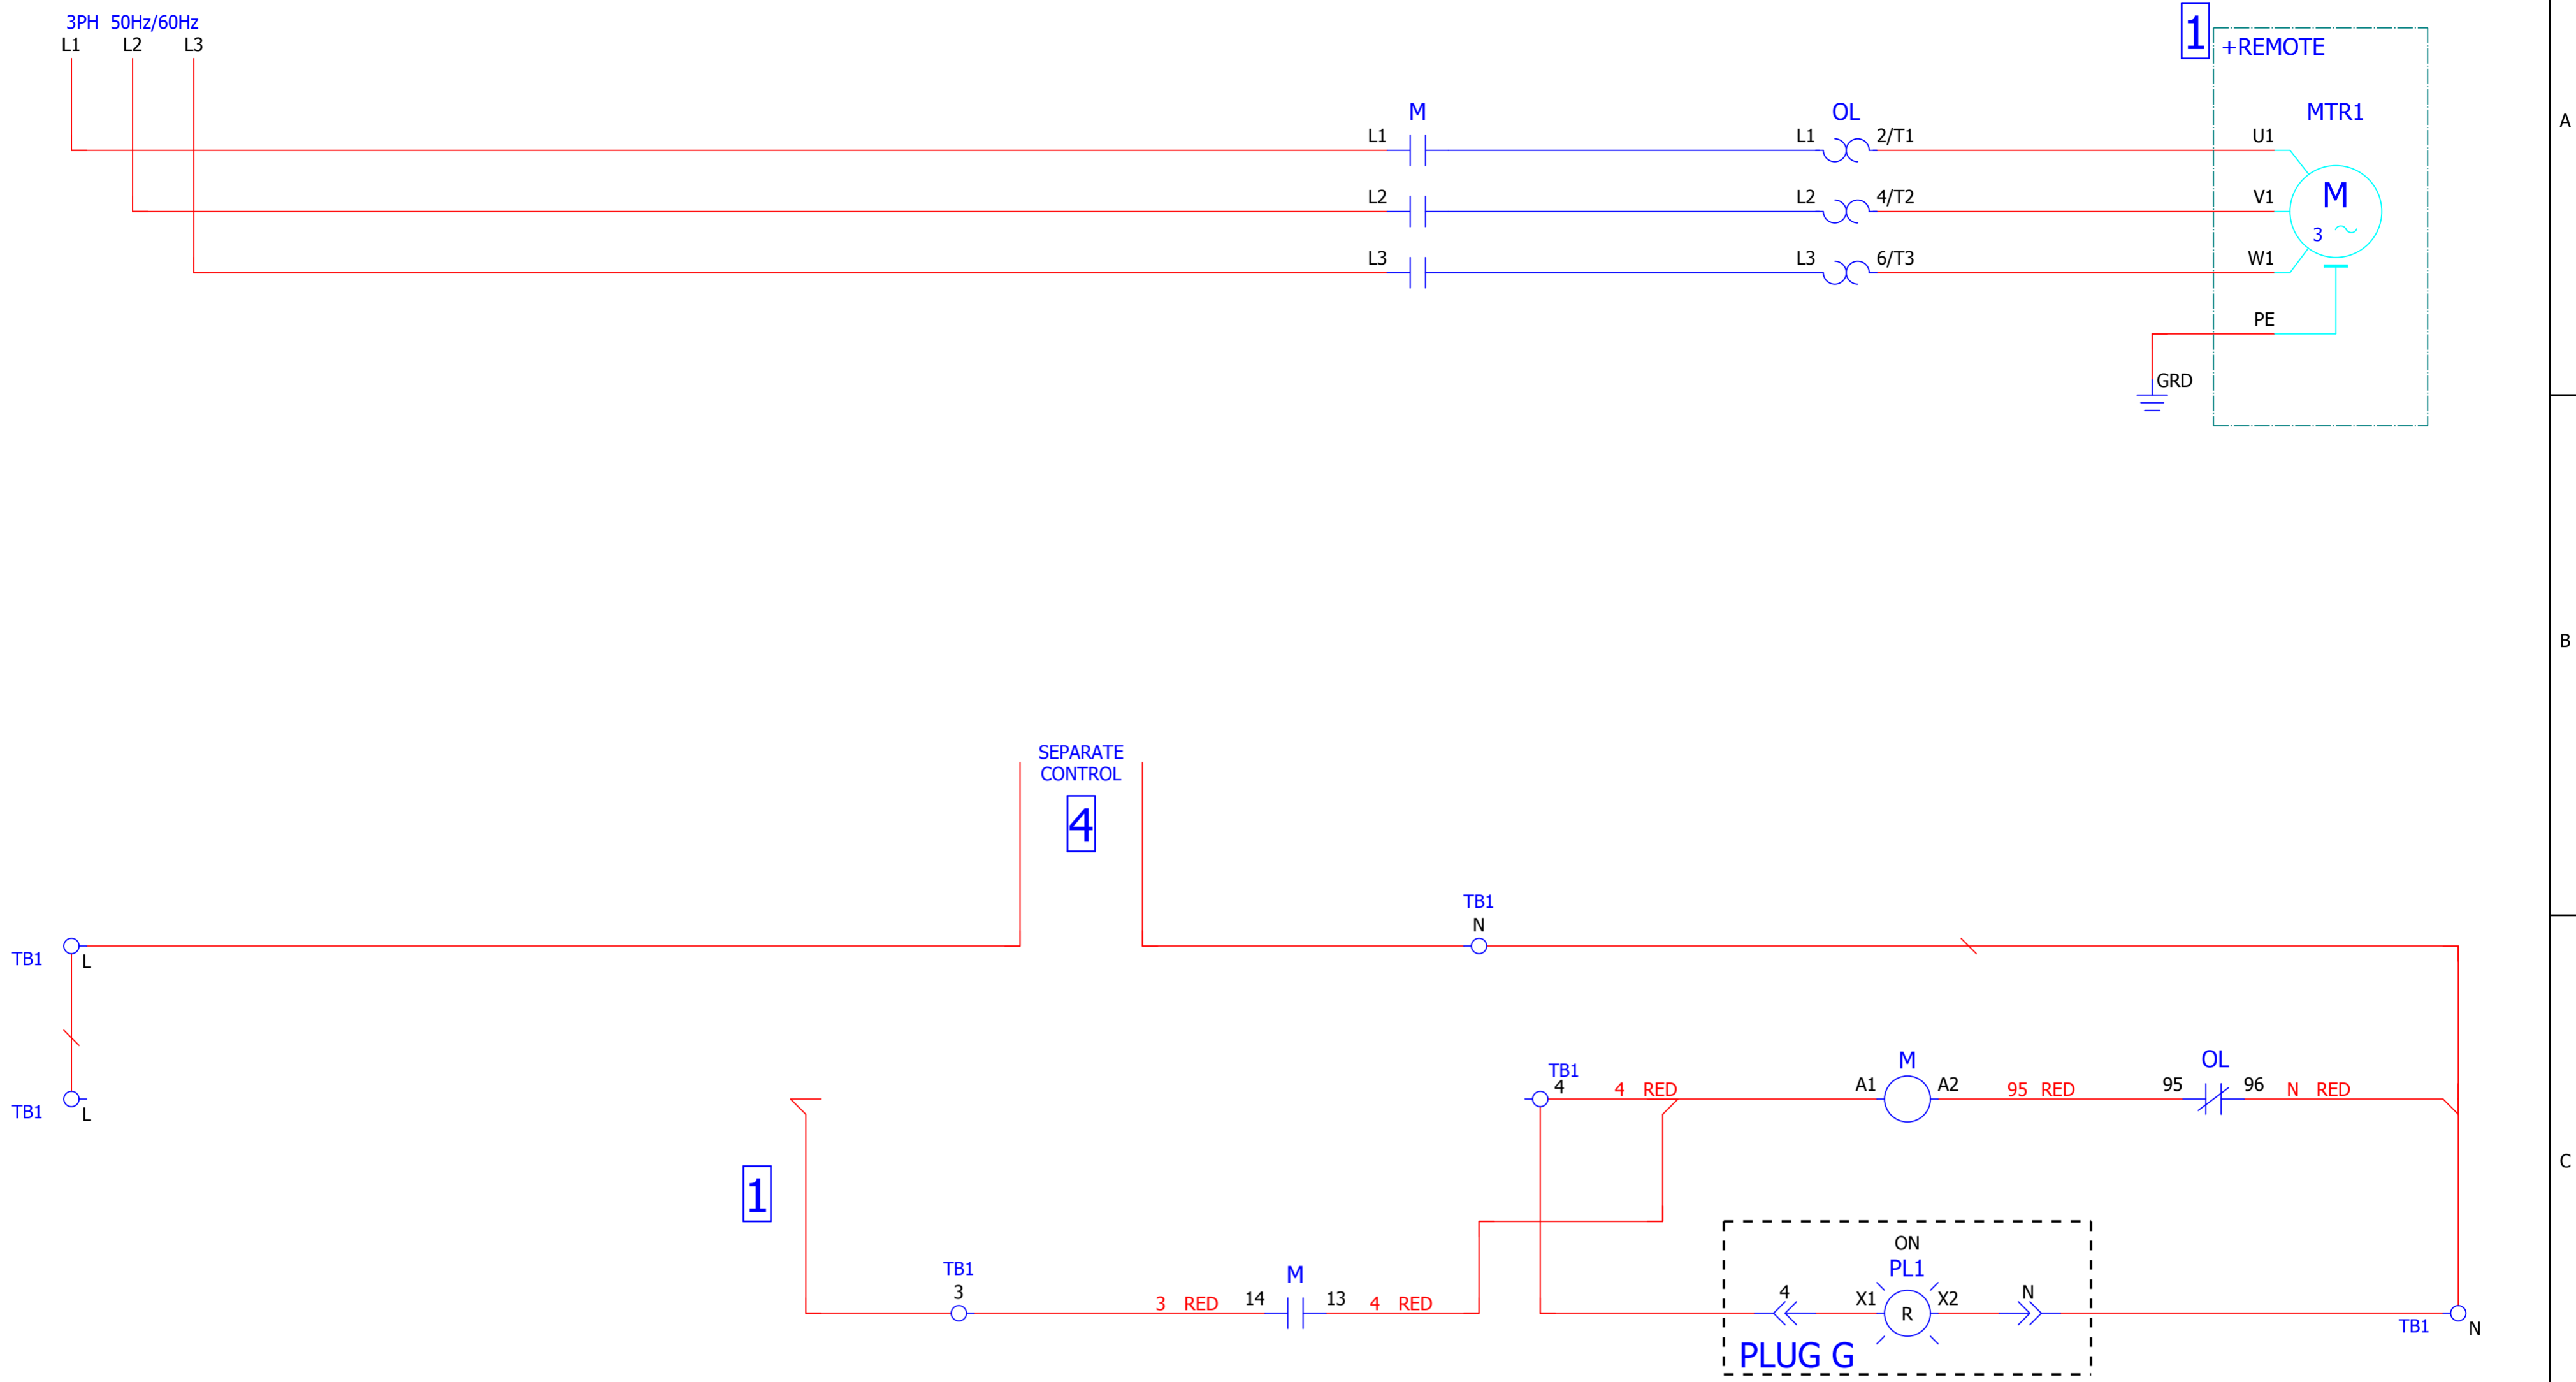 3PH 50Hz/60Hz
L1 L2 L3
1
+REMOTE
M OL MTR1
L1 L1 2/T1 U1
A
L2 L2 4/T2 V1
M
3
L3 L3 6/T3 W1
PE
GRD
B
SEPARATE
CONTROL
4
TB1
N
TB1 L
TB1
4
4 RED
M
A1 A2
95 RED
OL
95 96
N RED
TB1 L
C
1
ON
PL1
TB1
3
3 RED
M
14 13
4 RED
4
X1 R X2
N
TB1 N
PLUG G